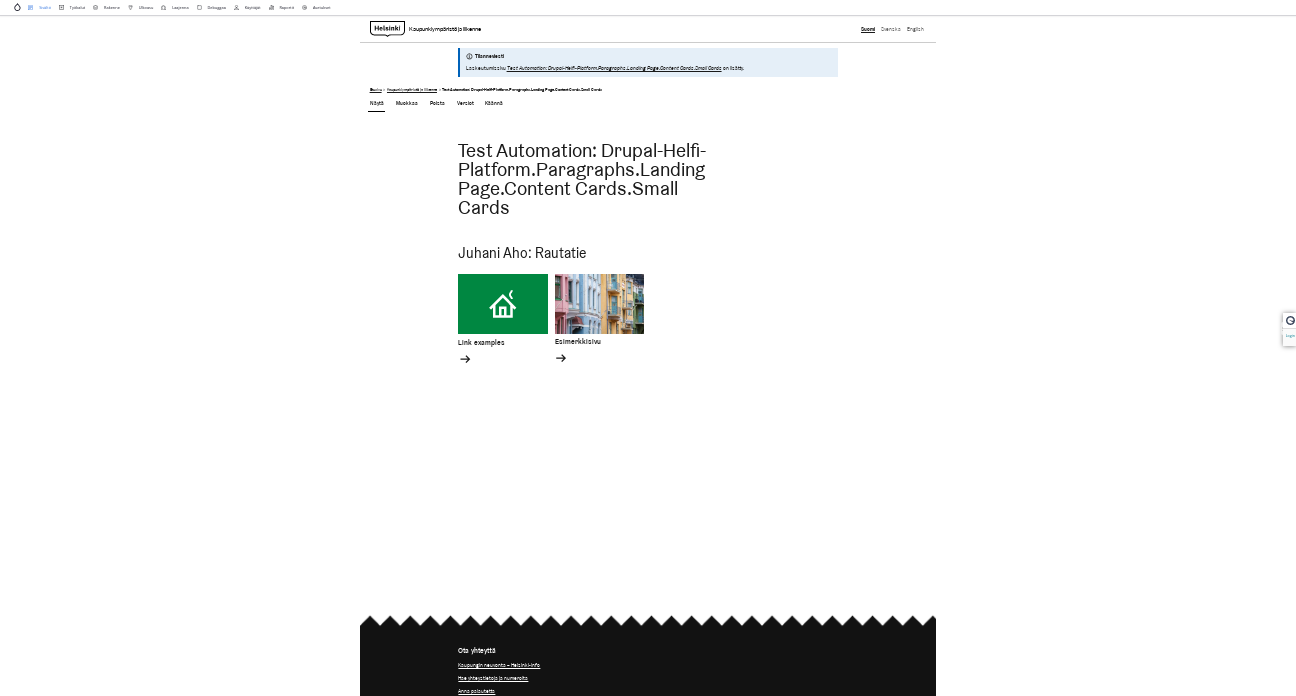 Sisältö Työkalut Rakenne Ulkoasu Laajenna Asetukset Käyttäjät Raportit
Helsinki Kaupunkiympäristö ja liikenne Suomi Svenska English
Tilanneviesti
Laskeutumissivu Test Automation: Drupal-Helfi-Platform.Paragraphs.Landing Page.Content Cards.Small Cards on lisätty.
Etusivu > Kaupunkiympäristö ja liikenne > Test Automation: Drupal-Helfi-Platform.Paragraphs.Landing Page.Content Cards.Small Cards
Näytä Muokkaa Poista Versiot Käännä
Test Automation: Drupal-Helfi-
Platform.Paragraphs.Landing
Page.Content Cards.Small
Cards
Juhani Aho: Rautatie
Link examples
Esimerkkisivu
Login
Ota yhteyttä
Kaupungin neuvonta – Helsinki-info
Hae yhteystietoja ja numeroita
Anna palautetta